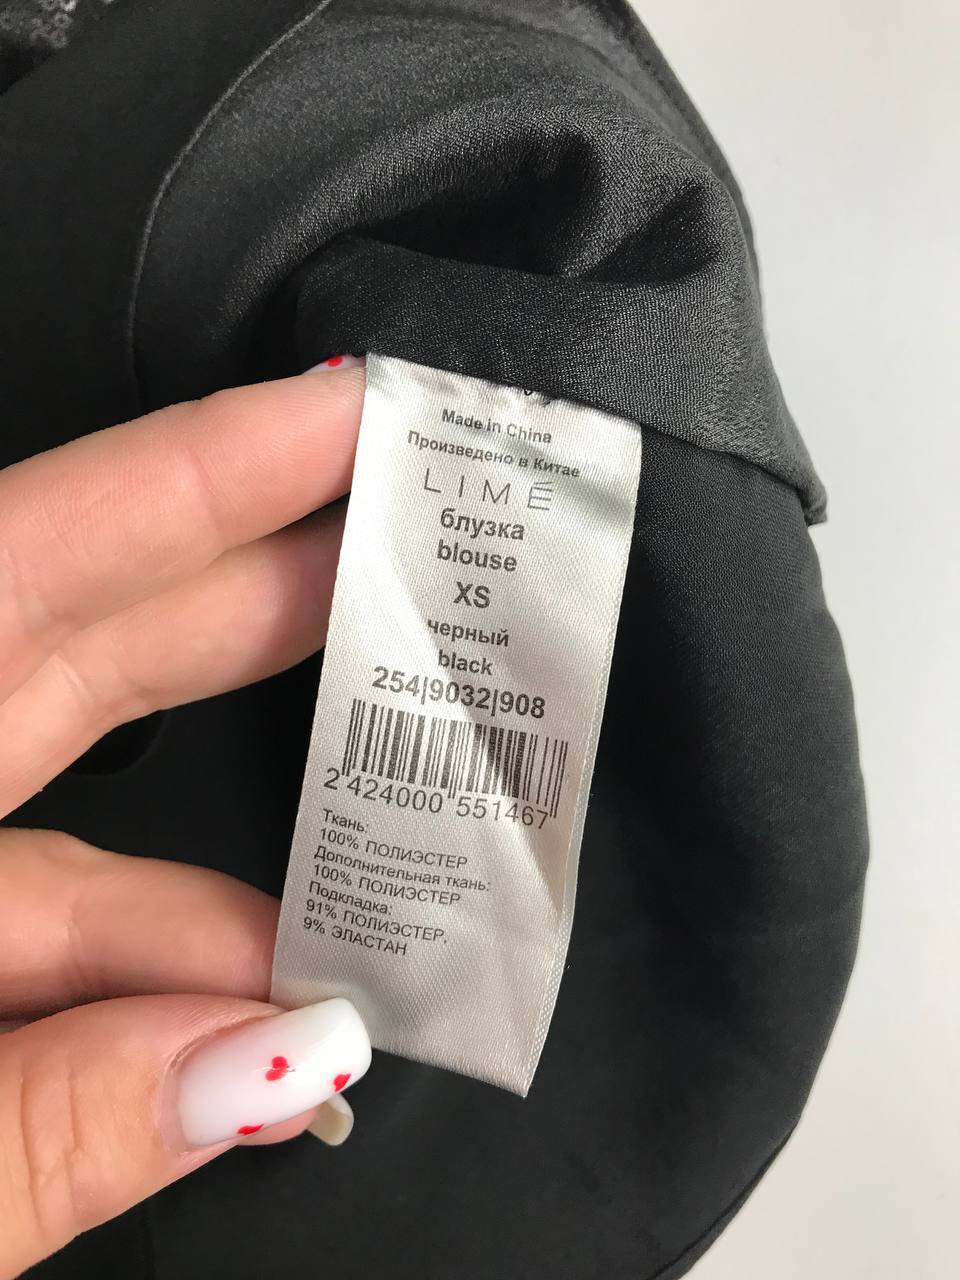 Made in China
Произведено в Китае
LIMÉ
блузка
blouse
XS
черный
black
254|9032|908
2 424000 551467
Ткань:
100% ПОЛИЭСТЕР
Дополнительная ткань:
100% ПОЛИЭСТЕР
Подкладка:
91% ПОЛИЭСТЕР,
9% ЭЛАСТАН